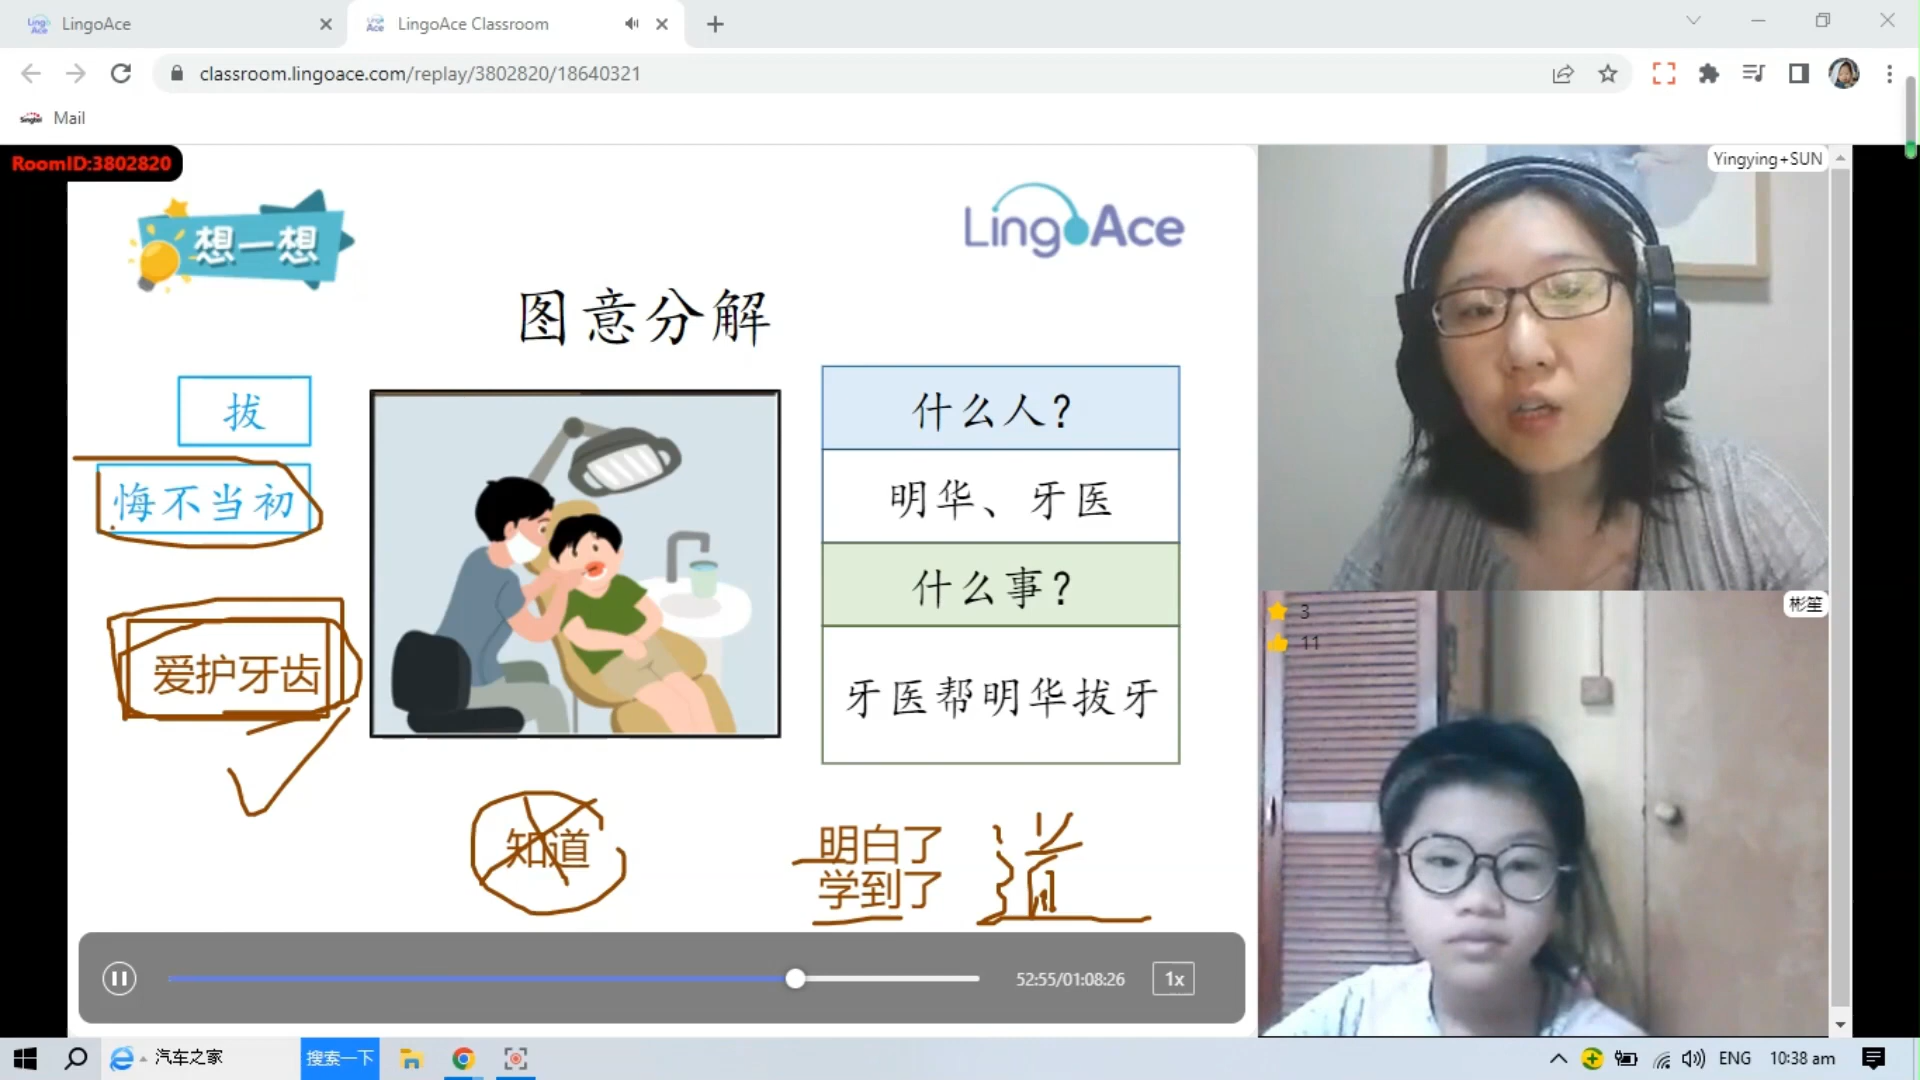 LingoAce
LingoAce Classroom
classroom.lingoace.com/replay/3802820/18640321
Singtel
Mail
RoomID:3802820
想一想
LingoAce
图意分解
拔
悔不当初
爱护牙齿
什么人？
明华、牙医
什么事？
牙医帮明华拔牙
知道
明白了
学到了
道
52:55/01:08:26
1x
Yingying+SUN
彬笙
3
11
汽车之家
搜索一下
ENG
10:38 am